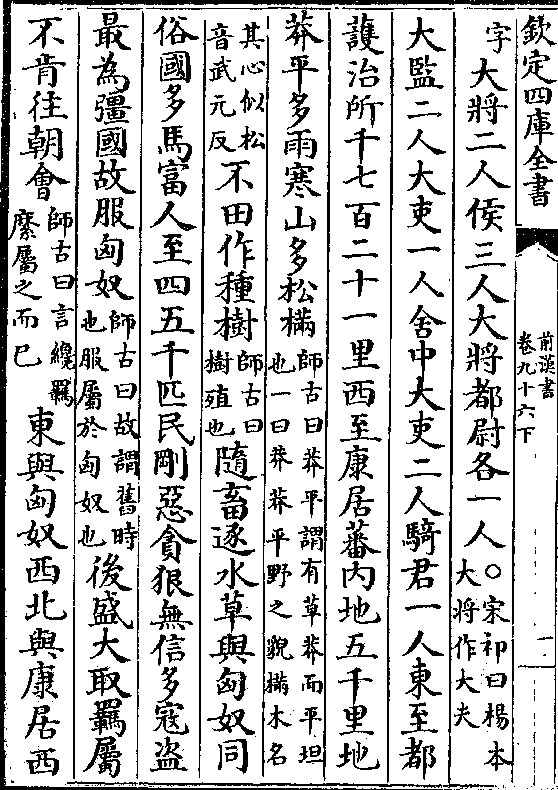 欽定四庫全書
前漢書
卷九十六下
一
字大將二人侯三人大將都尉各一人○宋祁曰楊本
大將作大夫
大監二人大吏一人舍中大吏二人騎君一人東至都
護治所千七百二十一里西至康居蕃内地五千里地
莽平多雨寒山多松樠師古曰莽平謂有草莽而平坦
也一曰莽莽平野之貌樠木名
其心似松
音武元反不田作種樹師古曰
樹殖也隨畜逐水草與匈奴同
俗國多馬富人至四五千匹民剛惡貪狠無信多寇盗
最為彊國故服匈奴師古曰故謂舊時
也服屬於匈奴也後盛大取羈屬
不肯往朝會師古曰言纔羈
縻屬之而已東與匈奴西北與康居西